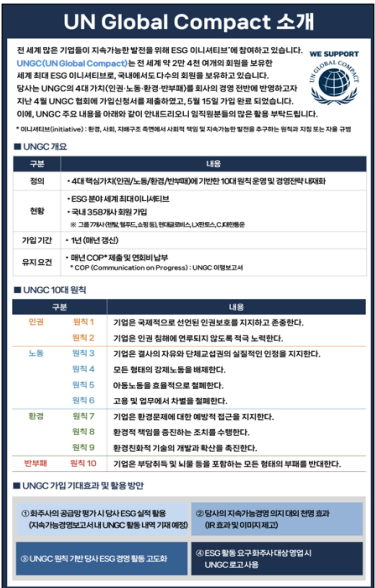 UN Global Compact 소개
전 세계 많은 기업들이 지속가능한 발전을 위해 ESG 이니셔티브*에 참여하고 있습니다.
UNGC(UN Global Compact)는 전 세계 약 2만 4천 여개의 회원을 보유한
세계 최대 ESG 이니셔티브로, 국내에서도 다수의 회원을 보유하고 있습니다.
당사는 UNGC의 4대 가치(인권·노동·환경·반부패)를 회사의 경영 전반에 반영하고자
지난 4월 UNGC 협회에 가입신청서를 제출하였고, 5월 15일 가입 완료 되었습니다.
이에, UNGC 주요 내용을 아래와 같이 안내드리오니 임직원분들의 많은 활용 부탁드립니다.
WE SUPPORT
UN GLOBAL COMPACT
* 이니셔티브(initiative) : 환경, 사회, 지배구조 측면에서 사회적 책임 및 지속가능한 발전을 추구하는 원칙과 지침 또는 자율 규범
■ UNGC 개요
구분 내용
정의 • 4대 핵심가치(인권/노동/환경/반부패)에 기반한 10대 원칙 운영 및 경영전략 내재화
현황 • ESG 분야 세계 최대 이니셔티브
• 국내 358개사 회원 가입
※ 그룹 7개사 (렌탈, 웰푸드, 쇼핑 등), 현대글로비스, LX판토스, CJ대한통운
가입 기간 • 1년 (매년 갱신)
유지 요건 • 매년 COP* 제출 및 연회비 납부
* COP (Communication on Progress) : UNGC 이행보고서
■ UNGC 10대 원칙
구분 내용
인권 원칙 1 기업은 국제적으로 선언된 인권보호를 지지하고 존중한다.
원칙 2 기업은 인권 침해에 연루되지 않도록 적극 노력한다.
노동 원칙 3 기업은 결사의 자유와 단체교섭권의 실질적인 인정을 지지한다.
원칙 4 모든 형태의 강제노동을 배제한다.
원칙 5 아동노동을 효율적으로 철폐한다.
원칙 6 고용 및 업무에서 차별을 철폐한다.
환경 원칙 7 기업은 환경문제에 대한 예방적 접근을 지지한다.
원칙 8 환경적 책임을 증진하는 조치를 수행한다.
원칙 9 환경친화적 기술의 개발과 확산을 촉진한다.
반부패 원칙 10 기업은 부당취득 및 뇌물 등을 포함하는 모든 형태의 부패를 반대한다.
■ UNGC 가입 기대효과 및 활용 방안
① 화주사의 공급망 평가 시 당사 ESG 실적 활용
(지속가능경영보고서 내 UNGC 활동 내역 기재 예정)
② 당사의 지속가능경영 의지 대외 천명 효과
(IR 효과 및 이미지 제고)
③ UNGC 원칙 기반 당사 ESG 경영 활동 고도화
④ ESG 활동 요구 화주사 대상 영업 시
UNGC 로고 사용